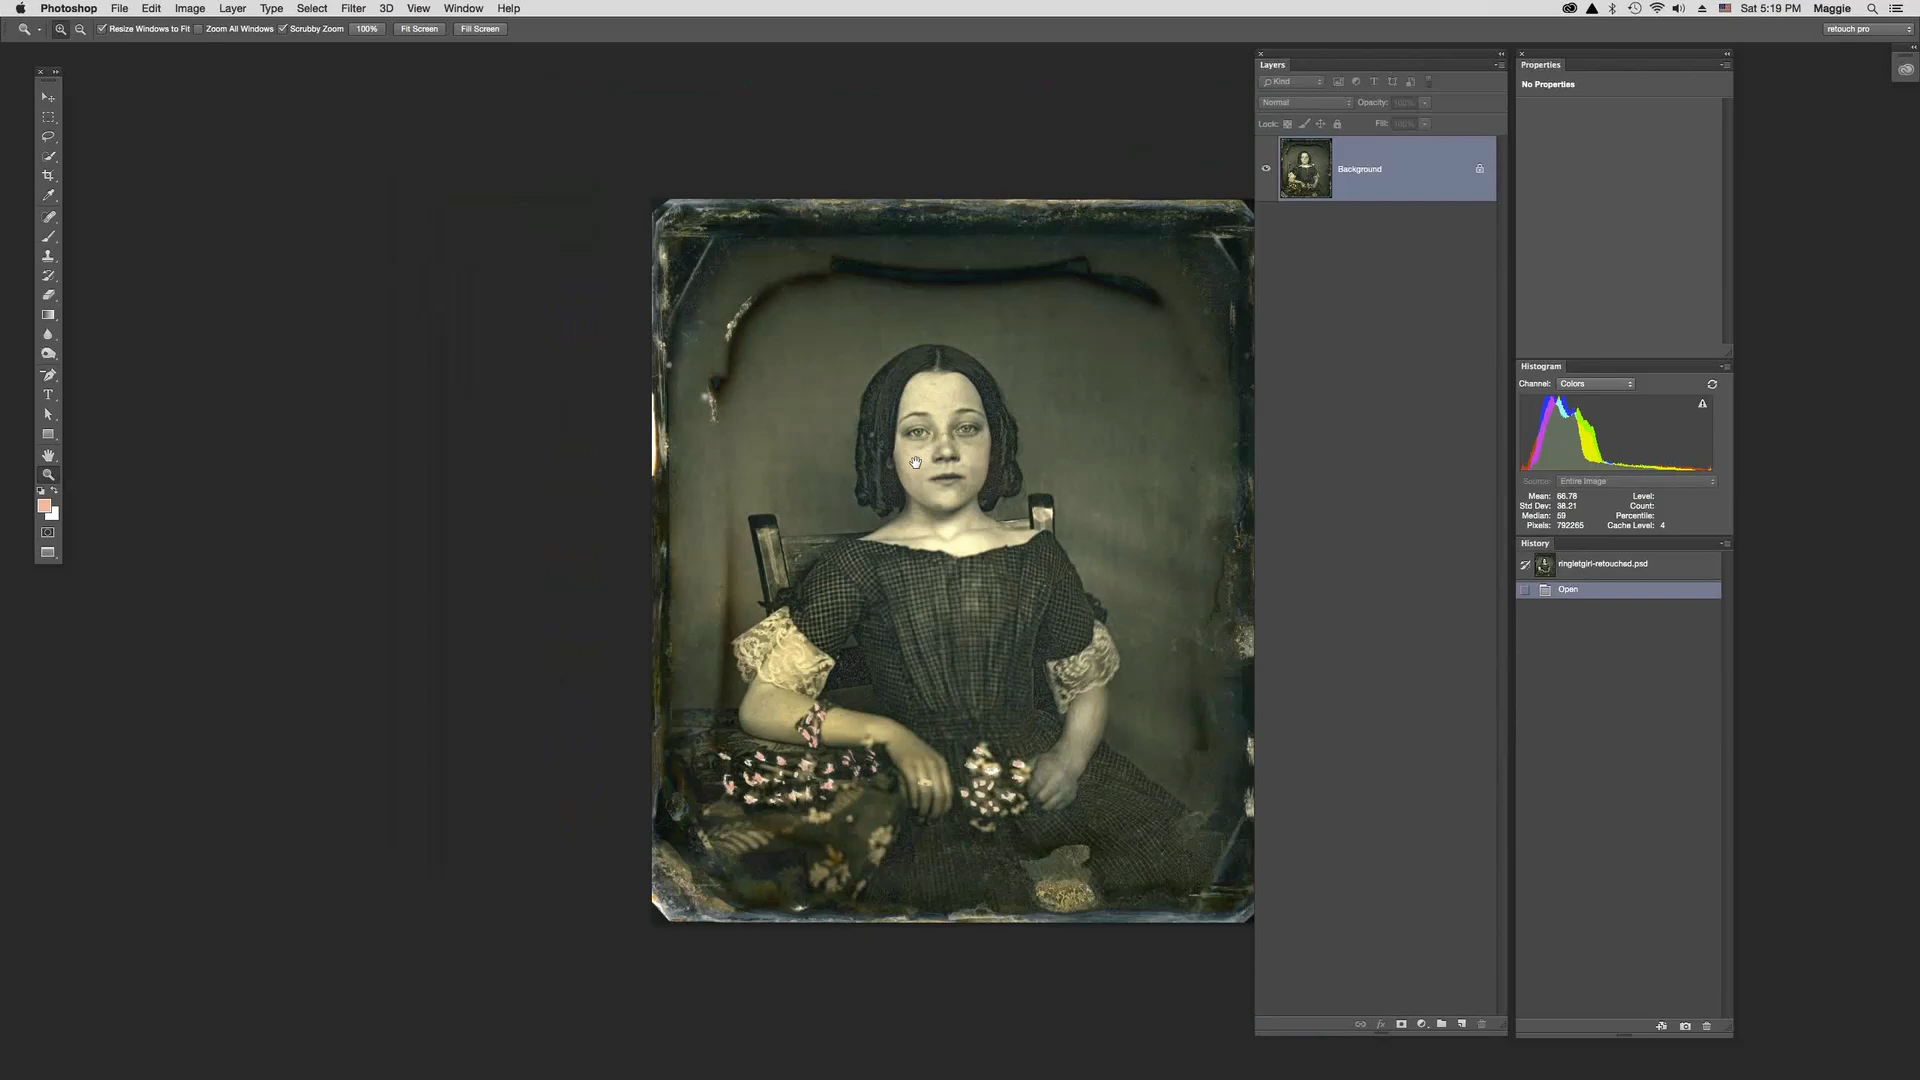 Photoshop File Edit Image Layer Type Select Filter 3D View Window Help Sat 5:19 PM Maggie
Resize Windows to Fit Zoom All Windows Scrubby Zoom 100% Fit Screen Fill Screen retouch pro
Layers
Kind
Normal Opacity: 100%
Lock: Fill: 100%
Background
Properties
No Properties
Histogram
Channel: Colors
Source: Entire Image
Mean: 66.78 Level:
Std Dev: 38.21 Count:
Median: 59 Percentile:
Pixels: 792265 Cache Level: 4
History
ringletgirl-retouched.psd
Open